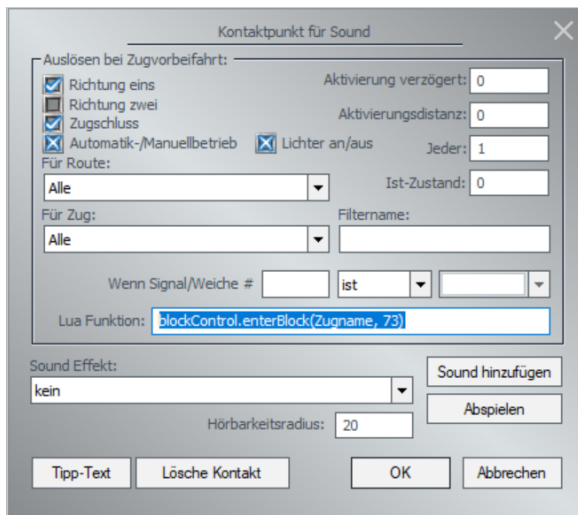 Kontaktpunkt für Sound
Auslösen bei Zugvorbeifahrt:
Richtung eins
Richtung zwei
Zugschluss
Automatik-/Manuellbetrieb Lichter an/aus
Aktivierung verzögert: 0
Aktivierungsdistanz: 0
Jeder: 1
Ist-Zustand: 0
Für Route:
Alle
Für Zug: Filtername:
Alle
Wenn Signal/Weiche # ist
Lua Funktion: blockControl.enterBlock(Zugname, 73)
Sound Effekt:
kein
Sound hinzufügen
Abspielen
Hörbarkeitsradius: 20
Tipp-Text Lösche Kontakt OK Abbrechen